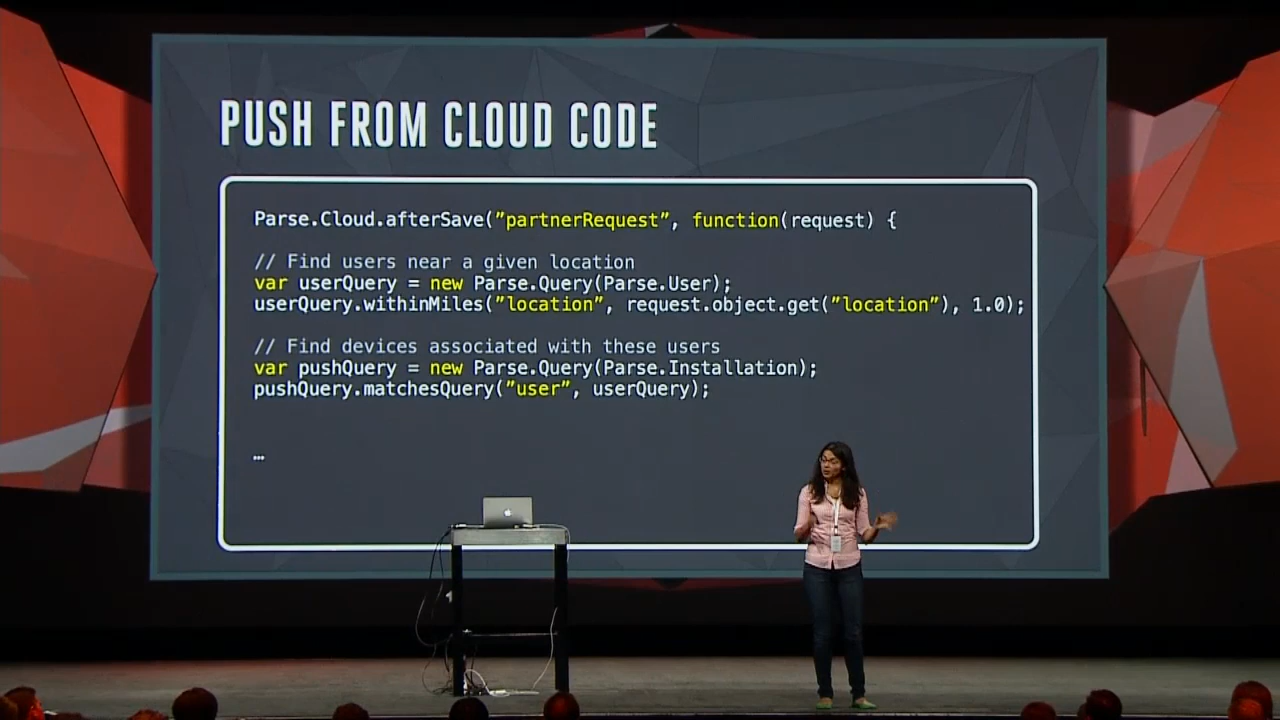 PUSH FROM CLOUD CODE
Parse.Cloud.afterSave(”partnerRequest”, function(request) {
// Find users near a given location
var userQuery = new Parse.Query(Parse.User);
userQuery.withinMiles(”location”, request.object.get(”location”), 1.0);
// Find devices associated with these users
var pushQuery = new Parse.Query(Parse.Installation);
pushQuery.matchesQuery(”user”, userQuery);
…